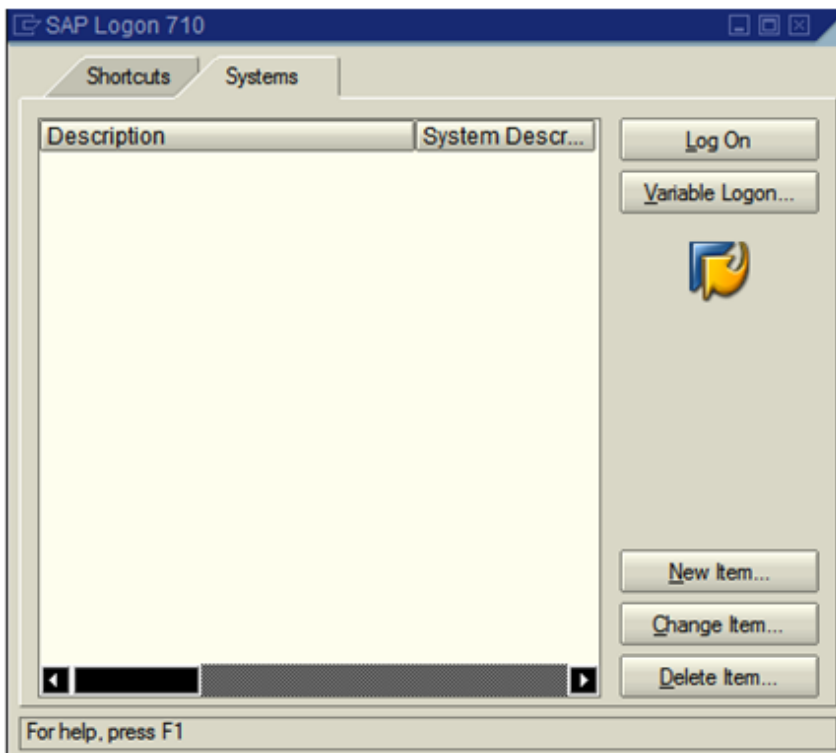 SAP Logon 710
Shortcuts Systems
Description System Descr...
Log On
Variable Logon...
New Item...
Change Item...
Delete Item...
For help, press F1